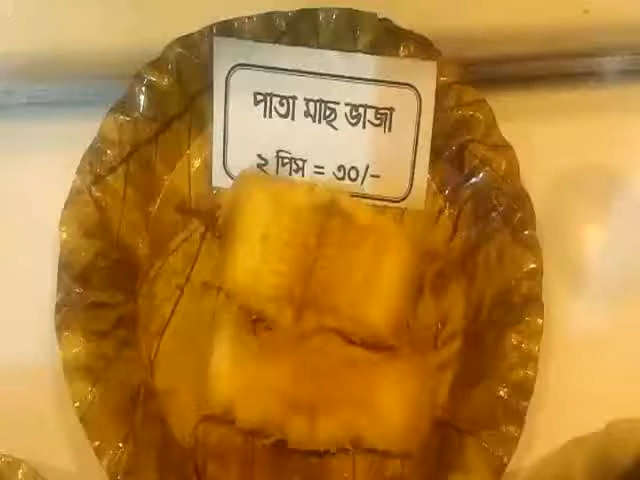 পাতা মাছ ভাজা
২ পিস = ৩০/-